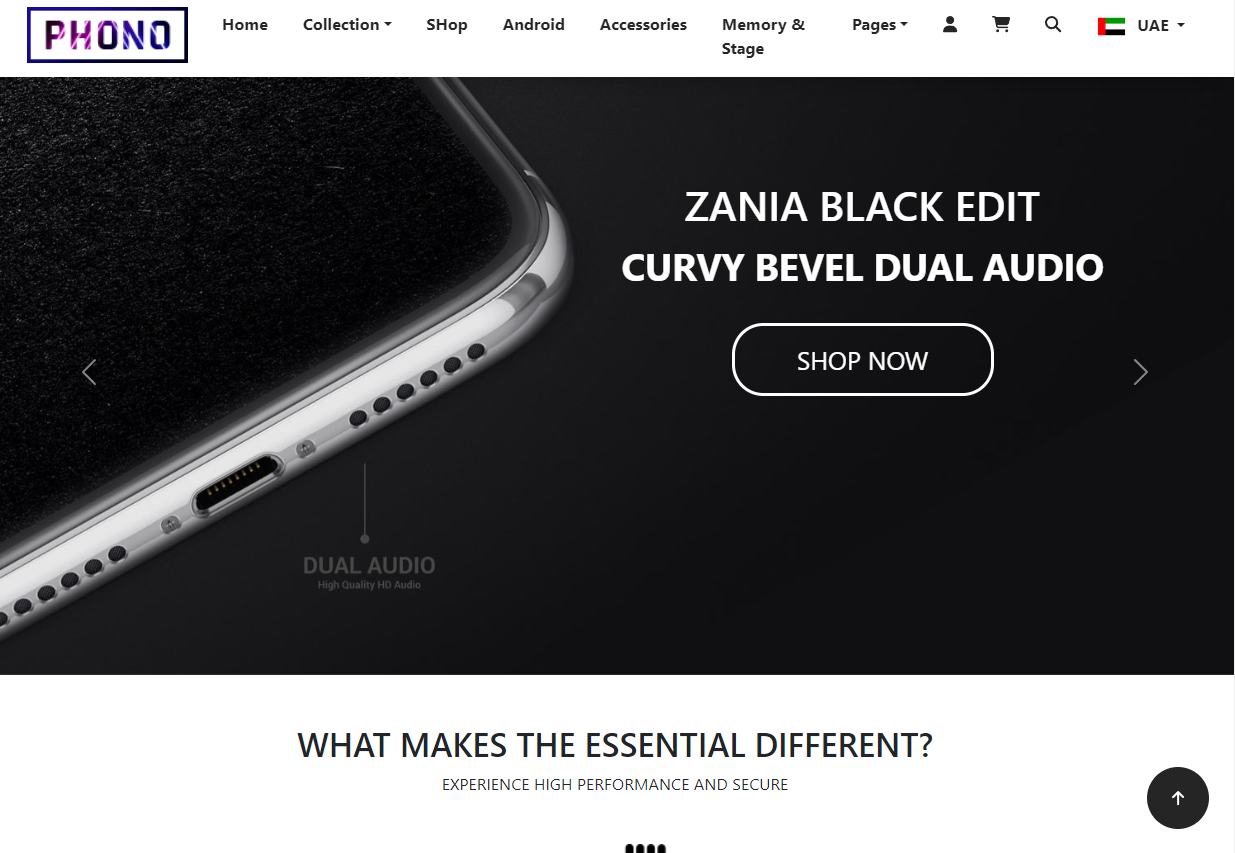 PHONO
Home
Collection
SHop
Android
Accessories
Memory &
Stage
Pages
UAE
ZANIA BLACK EDIT
CURVY BEVEL DUAL AUDIO
SHOP NOW
DUAL AUDIO
High Quality HD Audio
WHAT MAKES THE ESSENTIAL DIFFERENT?
EXPERIENCE HIGH PERFORMANCE AND SECURE